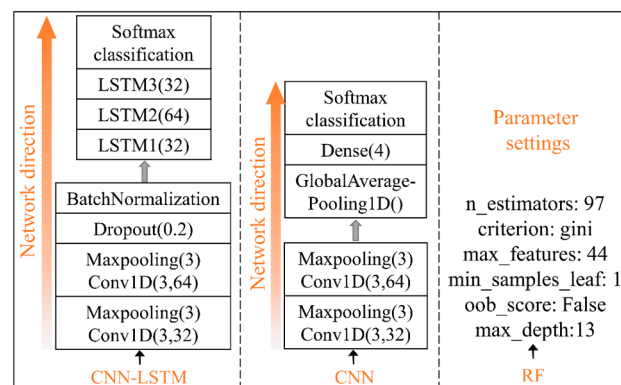 Network direction
Softmax
classification
LSTM3(32)
LSTM2(64)
LSTM1(32)
BatchNormalization
Dropout(0.2)
Maxpooling(3)
Conv1D(3,64)
Maxpooling(3)
Conv1D(3,32)
CNN-LSTM
Network direction
Softmax
classification
Dense(4)
GlobalAverage-
Pooling1D()
Maxpooling(3)
Conv1D(3,64)
Maxpooling(3)
Conv1D(3,32)
CNN
Parameter
settings
n_estimators: 97
criterion: gini
max_features: 44
min_samples_leaf: 1
oob_score: False
max_depth:13
RF